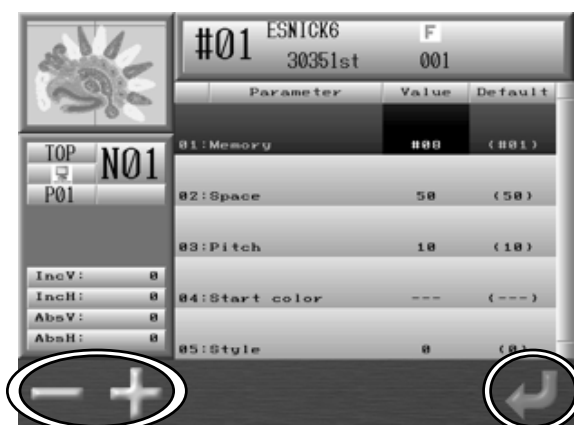 #01 ESNICK6 F
30351st 001
Parameter Value Default
TOP N01
P01
01:Memory #08 (#01)
02:Space 50 (50)
03:Pitch 10 (10)
04:Start color --- (---)
05:Style 0 (0)
IncV: 0
IncH: 0
AbsV: 0
AbsH: 0